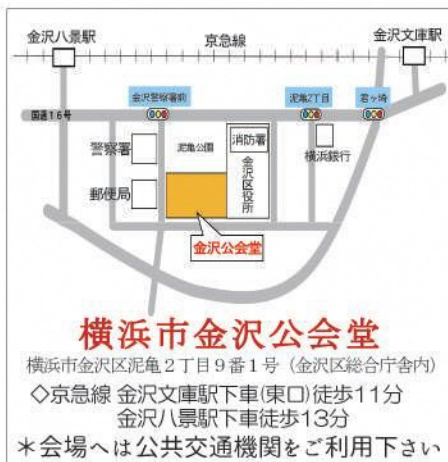 金沢八景駅
京急線
金沢文庫駅
金沢警察署前
泥亀2丁目
君ヶ崎
国道16号
警察署
泥亀公園
消防署
横浜銀行
金沢区役所
郵便局
金沢公会堂
横浜市金沢公会堂
横浜市金沢区泥亀2丁目9番1号（金沢区総合庁舎内）
◇京急線 金沢文庫駅下車(東口)徒歩11分
金沢八景駅下車徒歩13分
＊会場へは公共交通機関をご利用下さい